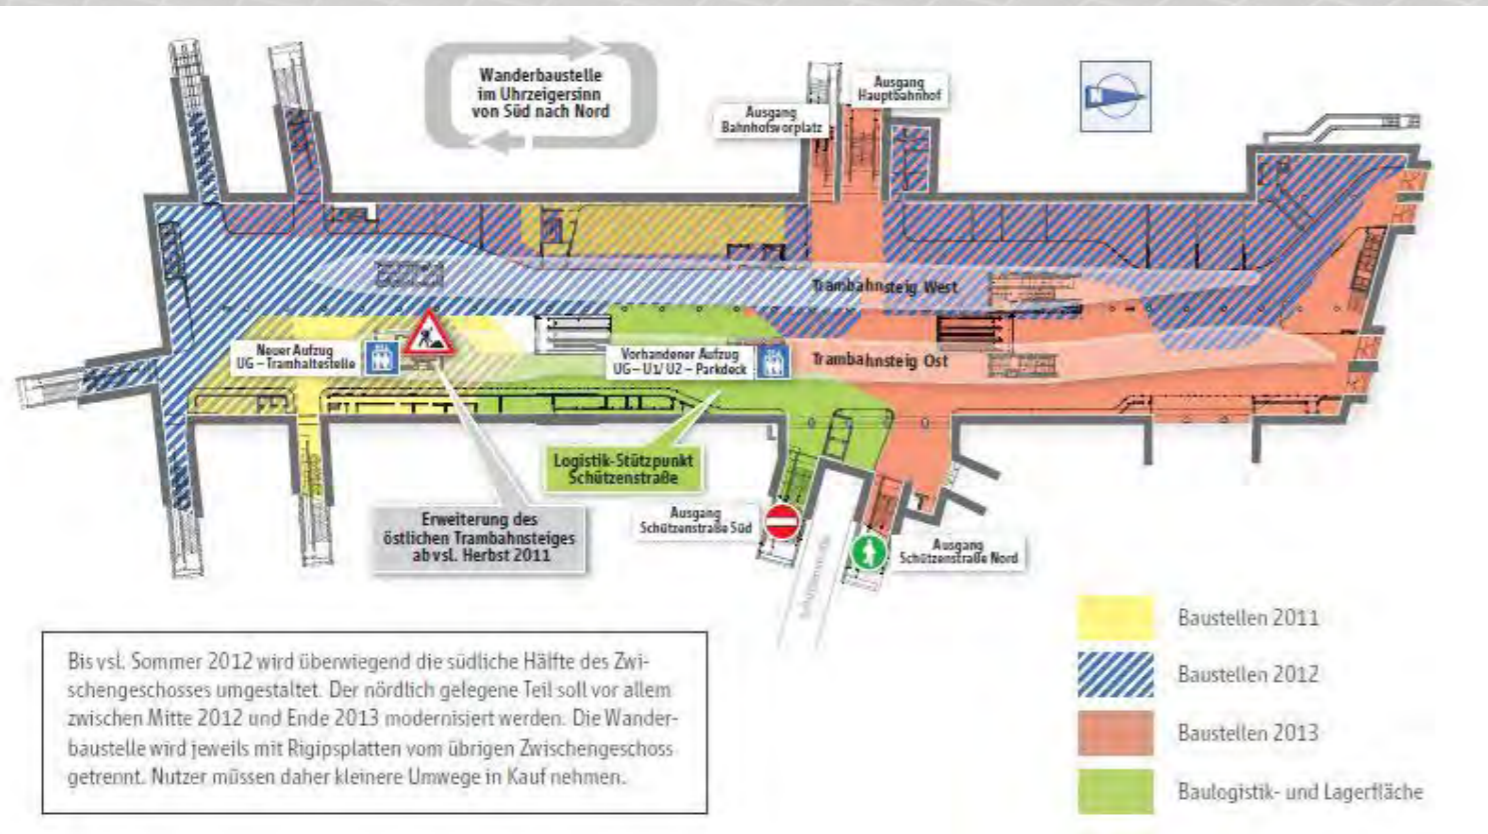 Wanderbaustelle
im Uhrzeigersinn
von Süd nach Nord
Ausgang
Bahnhofsvorplatz
Ausgang
Hauptbahnhof
N
Trambahnsteig West
Neuer Aufzug
UG – Tramhaltestelle
Vorhandener Aufzug
UG – U1/ U2 – Parkdeck
Trambahnsteig Ost
Logistik-Stützpunkt
Schützenstraße
Erweiterung des
östlichen Trambahnsteiges
ab vsl. Herbst 2011
Ausgang
Schützenstraße Süd
Ausgang
Schützenstraße Nord
Schützenstraße
Bis vsl. Sommer 2012 wird überwiegend die südliche Hälfte des Zwi-
schengeschosses umgestaltet. Der nördlich gelegene Teil soll vor allem
zwischen Mitte 2012 und Ende 2013 modernisiert werden. Die Wander-
baustelle wird jeweils mit Rigipsplatten vom übrigen Zwischengeschoss
getrennt. Nutzer müssen daher kleinere Umwege in Kauf nehmen.
Baustellen 2011
Baustellen 2012
Baustellen 2013
Baulogistik- und Lagerfläche